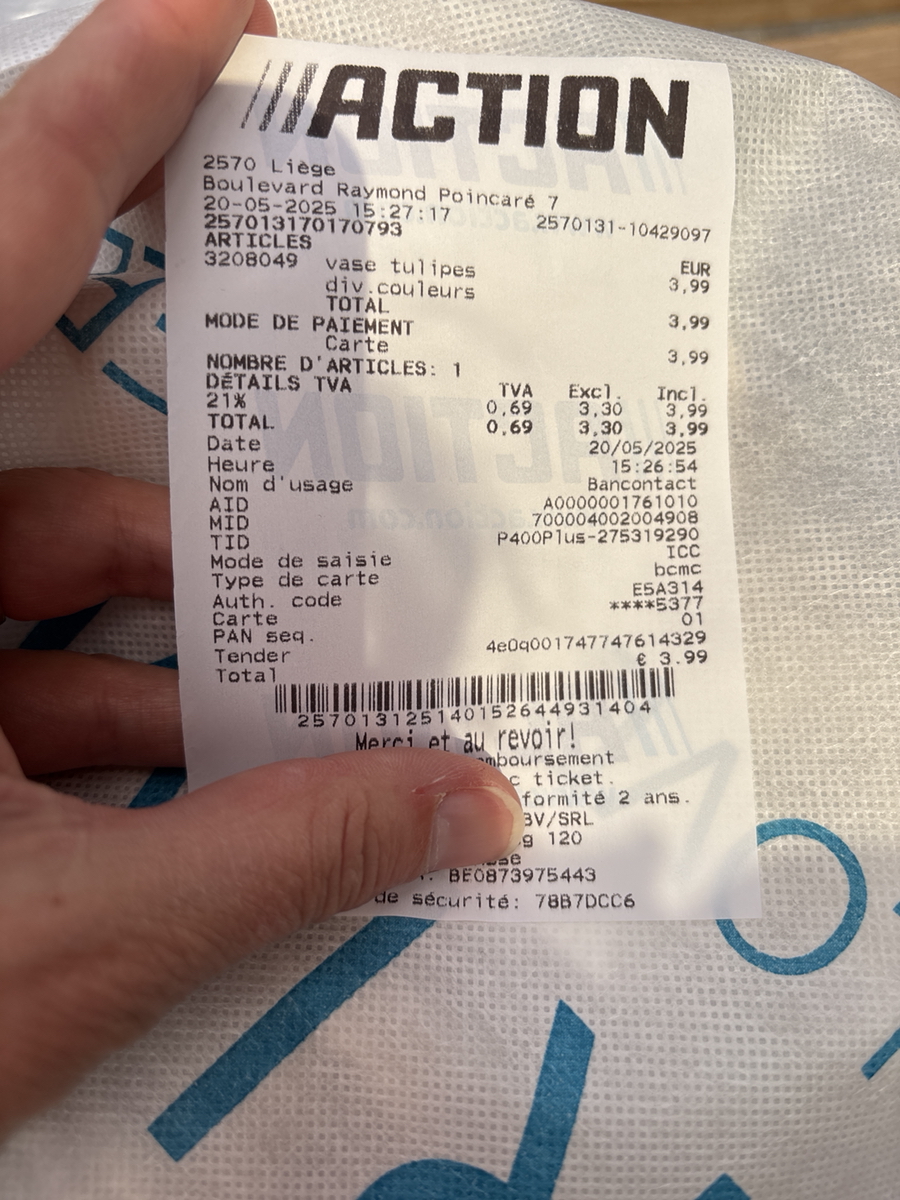 ACTION
2570 Liège
Boulevard Raymond Poincaré 7
20-05-2025 15:27:17
257013170170793 2570131-10429097
ARTICLES
EUR
3208049 vase tulipes 3,99
div.couleurs
TOTAL 3,99
MODE DE PAIEMENT
Carte 3,99
NOMBRE D'ARTICLES: 1
DÉTAILS TVA TVA Excl. Incl.
21% 0,69 3,30 3,99
TOTAL 0,69 3,30 3,99
Date 20/05/2025
Heure 15:26:54
Nom d'usage Bancontact
AID A0000001761010
MID 700004002004908
TID P400Plus-275319290
Mode de saisie ICC
Type de carte bcmc
Auth. code E5A314
Carte ****5377
PAN seq. 01
Tender 4e0q001747747614329
Total € 3.99
257013125140152644931404
Merci et au revoir!
ticket.
2 ans.
BV/SRL
120
BE0873975443
de sécurité: 78B7DCC6